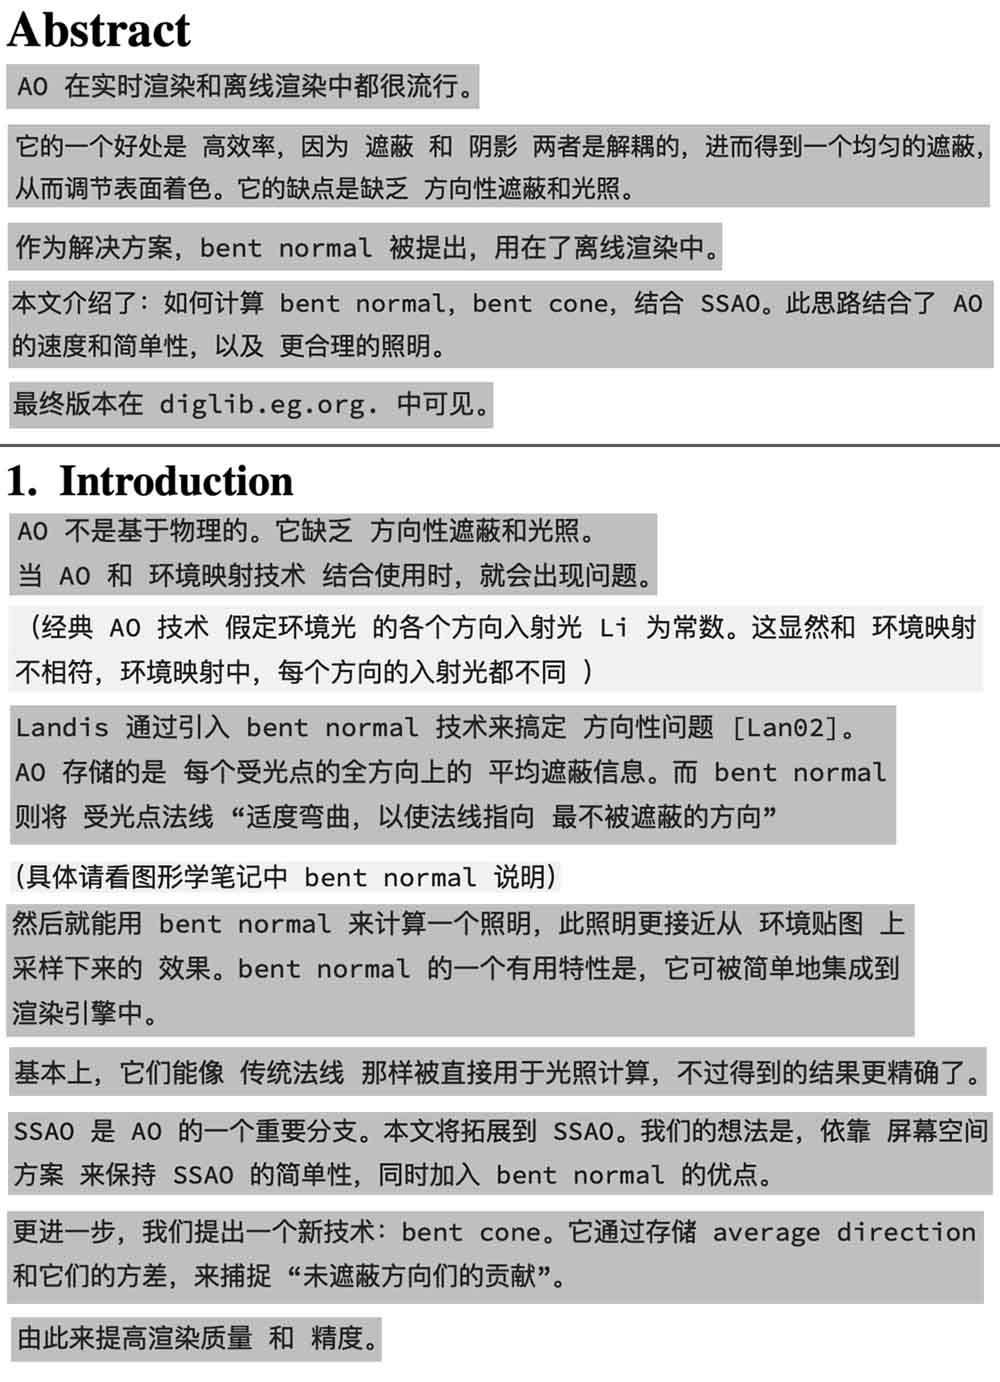 Abstract
AO 在实时渲染和离线渲染中都很流行。
它的一个好处是 高效率，因为 遮蔽 和 阴影 两者是解耦的，进而得到一个均匀的遮蔽，
从而调节表面着色。它的缺点是缺乏 方向性遮蔽和光照。
作为解决方案，bent normal 被提出，用在了离线渲染中。
本文介绍了：如何计算 bent normal，bent cone，结合 SSAO。此思路结合了 AO
的速度和简单性，以及 更合理的照明。
最终版本在 diglib.eg.org. 中可见。
1. Introduction
AO 不是基于物理的。它缺乏 方向性遮蔽和光照。
当 AO 和 环境映射技术 结合使用时，就会出现问题。
（经典 AO 技术 假定环境光 的各个方向入射光 Li 为常数。这显然和 环境映射
不相符，环境映射中，每个方向的入射光都不同 ）
Landis 通过引入 bent normal 技术来搞定 方向性问题 [Lan02]。
AO 存储的是 每个受光点的全方向上的 平均遮蔽信息。而 bent normal
则将 受光点法线 “适度弯曲，以使法线指向 最不被遮蔽的方向”
（具体请看图形学笔记中 bent normal 说明）
然后就能用 bent normal 来计算一个照明，此照明更接近从 环境贴图 上
采样下来的 效果。bent normal 的一个有用特性是，它可被简单地集成到
渲染引擎中。
基本上，它们能像 传统法线 那样被直接用于光照计算，不过得到的结果更精确了。
SSAO 是 AO 的一个重要分支。本文将拓展到 SSAO。我们的想法是，依靠 屏幕空间
方案 来保持 SSAO 的简单性，同时加入 bent normal 的优点。
更进一步，我们提出一个新技术：bent cone。它通过存储 average direction
和它们的方差，来捕捉 “未遮蔽方向们的贡献”。
由此来提高渲染质量 和 精度。